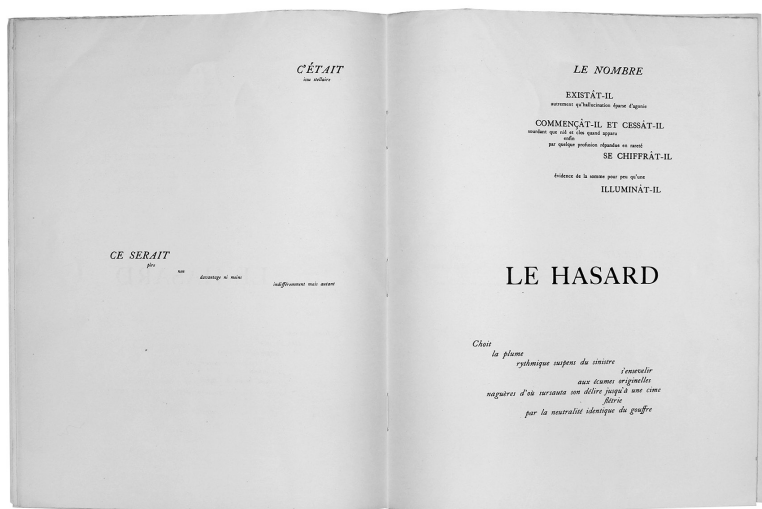 C'ÉTAIT
issu stellaire
CE SERAIT
pire
non
davantage ni moins
indifféremment mais autant
LE NOMBRE
EXISTÂT-IL
autrement qu'hallucination éparse d'agonie
COMMENÇÂT-IL ET CESSÂT-IL
sourdant que nié et clos quand apparu
enfin
par quelque profusion répandue en rareté
SE CHIFFRÂT-IL
évidence de la somme pour peu qu'une
ILLUMINÂT-IL
LE HASARD
Choit
la plume
rythmique suspens du sinistre
s'ensevelir
aux écumes originelles
naguères d'où sursauta son délire jusqu'à une cime
flétrie
par la neutralité identique du gouffre